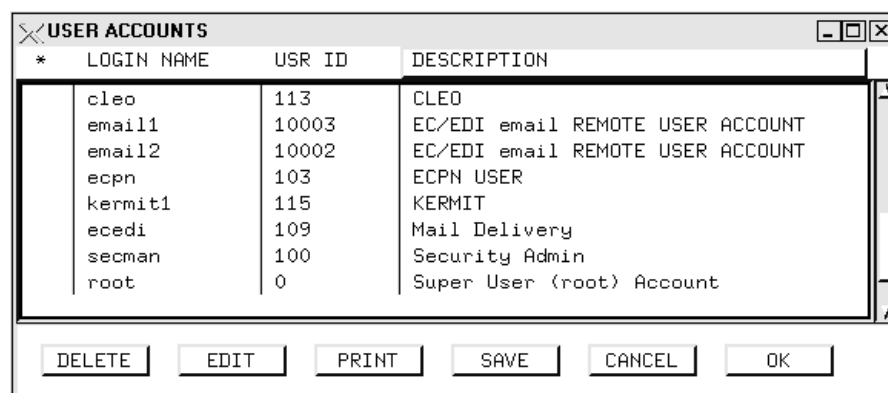 USER ACCOUNTS
* LOGIN NAME USR ID DESCRIPTION
cleo 113 CLEO
email1 10003 EC/EDI email REMOTE USER ACCOUNT
email2 10002 EC/EDI email REMOTE USER ACCOUNT
ecpn 103 ECPN USER
kermit1 115 KERMIT
ecedi 109 Mail Delivery
secman 100 Security Admin
root 0 Super User (root) Account
DELETE EDIT PRINT SAVE CANCEL OK